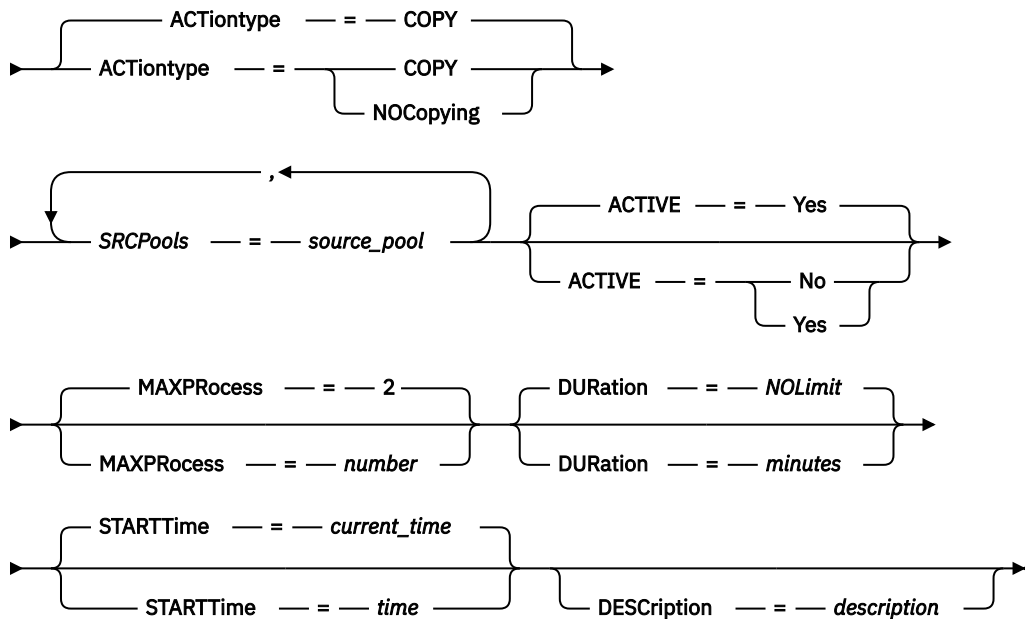 ACTiontype = COPY
ACTiontype = COPY
NOCopying
,
SRCPools = source_pool
ACTIVE = Yes
ACTIVE = No
Yes
MAXPRocess = 2
DURation = NOLimit
MAXPRocess = number
DURation = minutes
STARTTime = current_time
STARTTime = time
DESCription = description